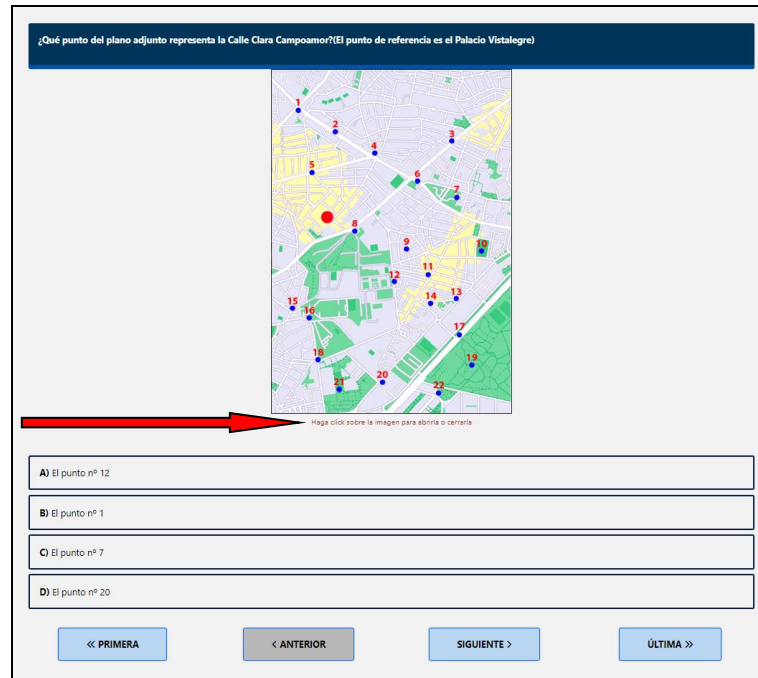 ¿Qué punto del plano adjunto representa la Calle Clara Campoamor?(El punto de referencia es el Palacio Vistalegre)
1
2
3
4
5
6
7
8
9
10
11
12
13
14
15
16
17
18
19
20
21
22
Haga click sobre la imagen para abrirla o cerrarla
A) El punto nº 12
B) El punto nº 1
C) El punto nº 7
D) El punto nº 20
« PRIMERA
< ANTERIOR
SIGUIENTE >
ÚLTIMA »